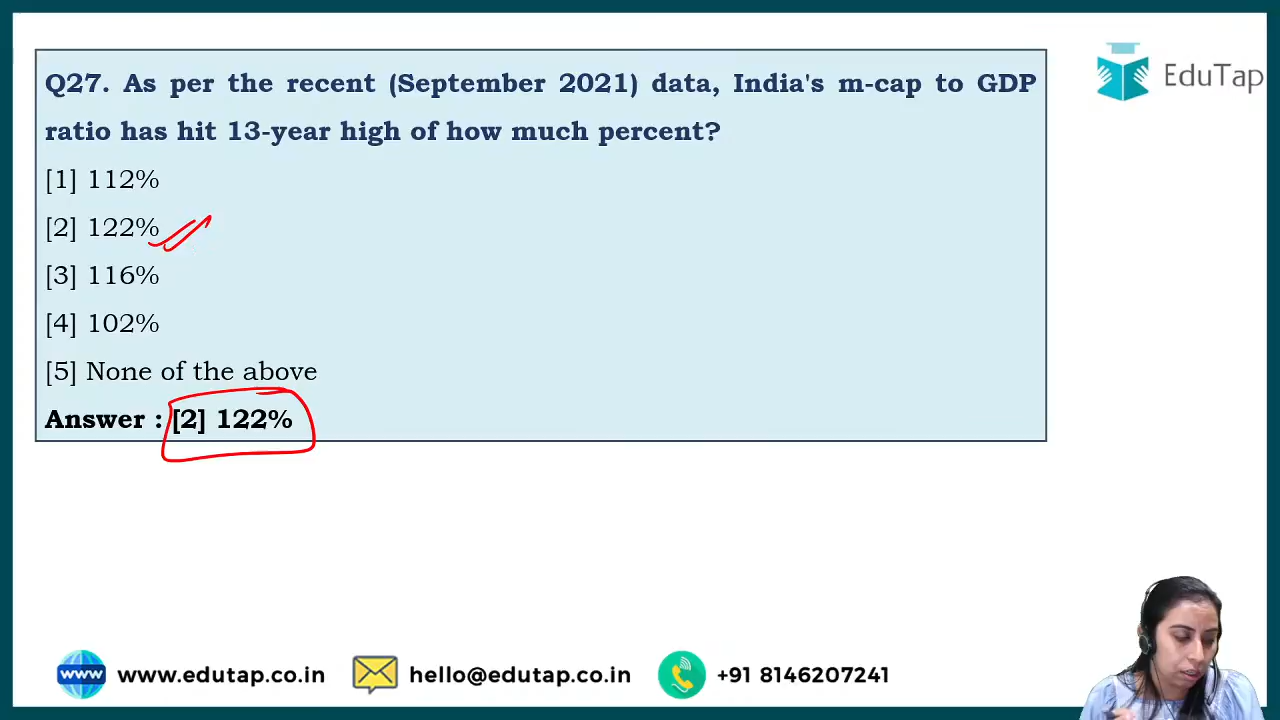 EduTap
Q27. As per the recent (September 2021) data, India's m-cap to GDP
ratio has hit 13-year high of how much percent?
[1] 112%
[2] 122%
[3] 116%
[4] 102%
[5] None of the above
Answer : [2] 122%
www
www.edutap.co.in
hello@edutap.co.in
+91 8146207241